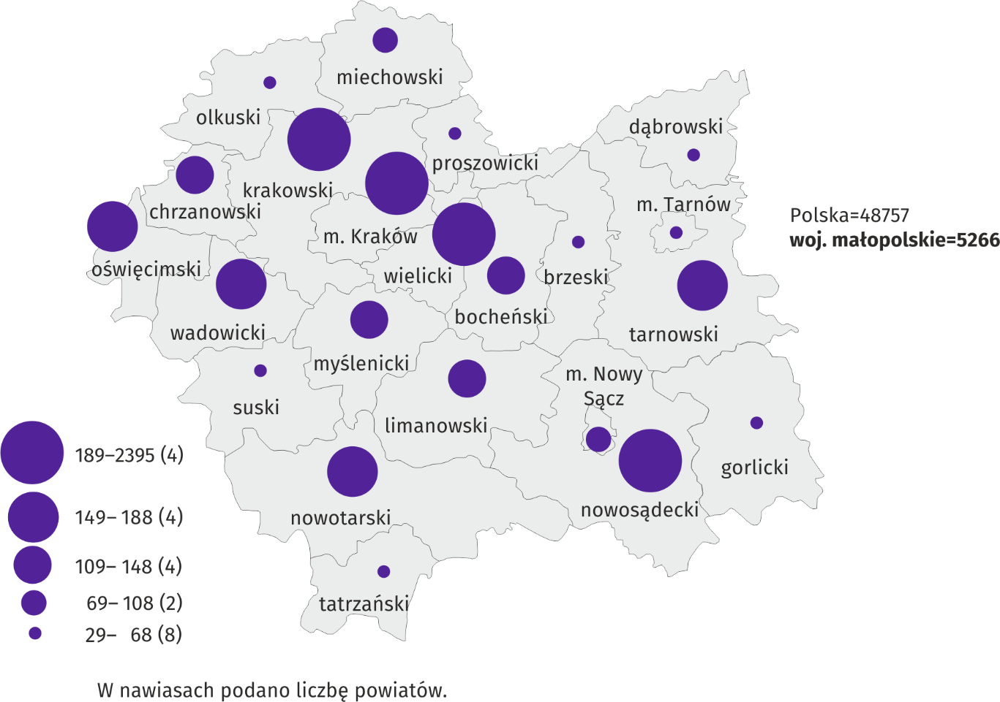 miechowski
olkuski
dąbrowski
proszowicki
krakowski
chrzanowski
m. Tarnów
Polska=48757
woj. małopolskie=5266
m. Kraków
oświęcimski
wielicki
brzeski
bocheński
wadowicki
tarnowski
myślenicki
m. Nowy
Sącz
suski
limanowski
gorlicki
nowosądecki
nowotarski
tatrzański
189–2395 (4)
149– 188 (4)
109– 148 (4)
69– 108 (2)
29– 68 (8)
W nawiasach podano liczbę powiatów.